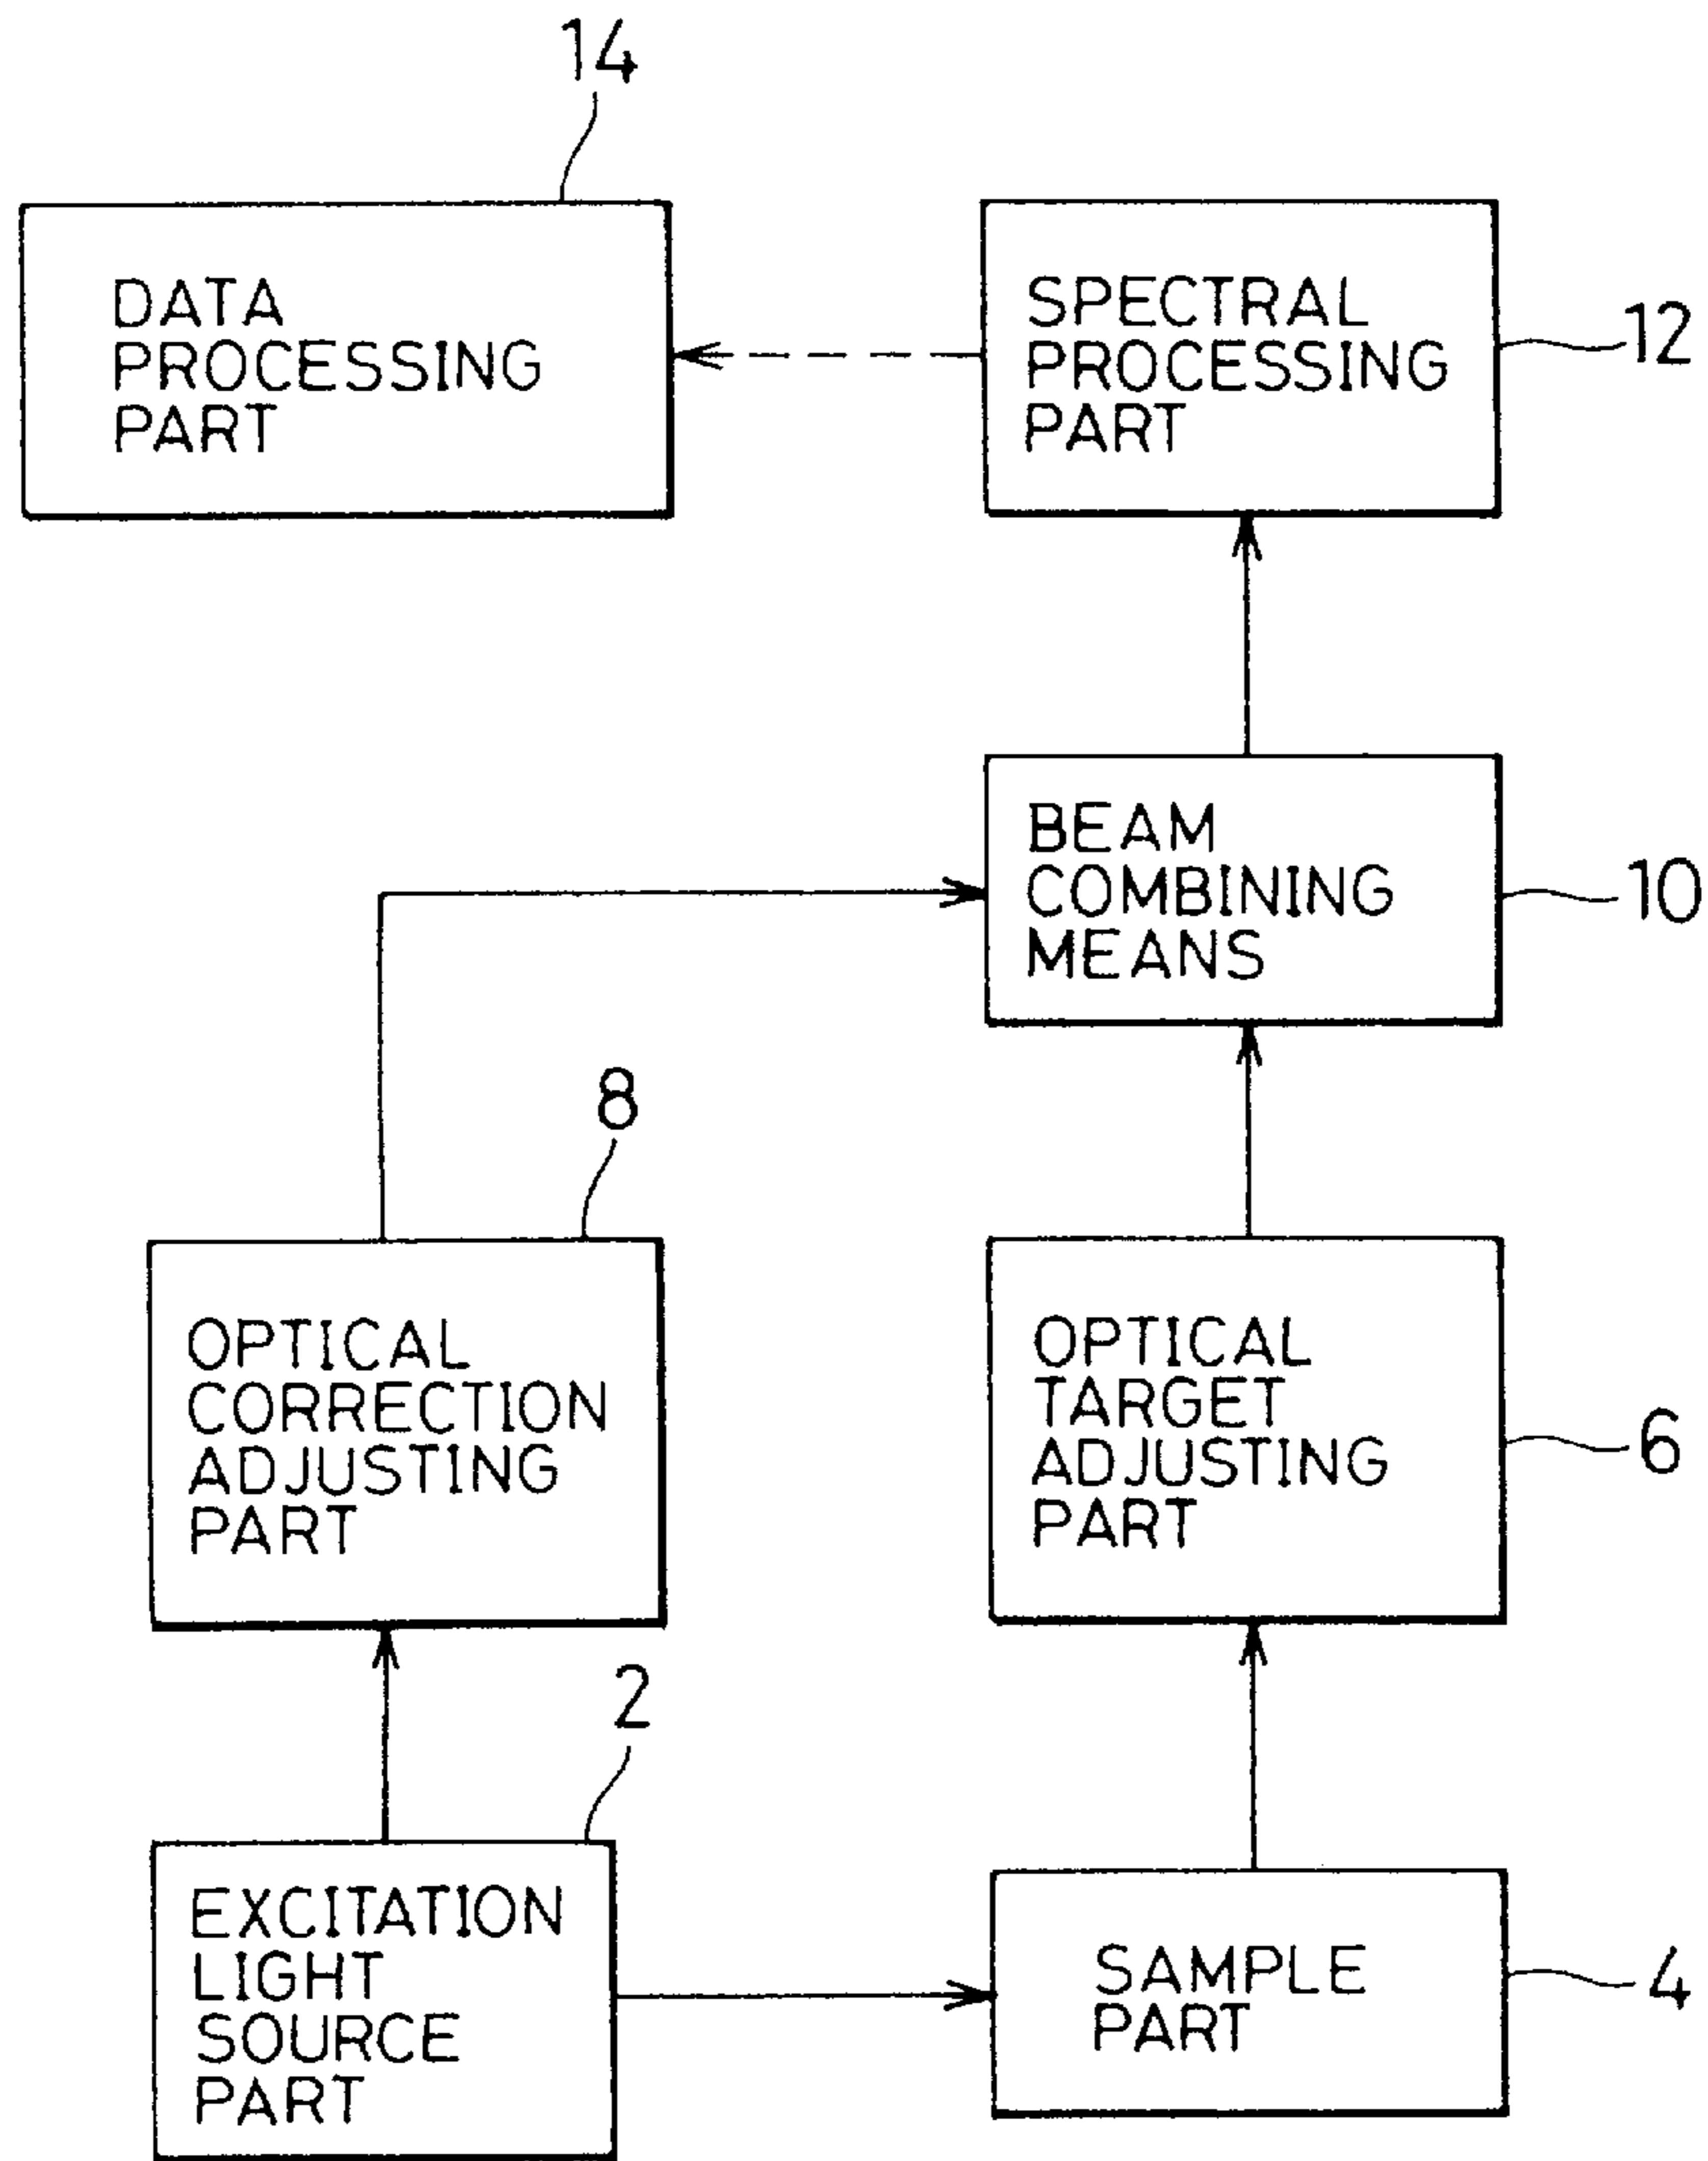 14
DATA
PROCESSING
PART
SPECTRAL
PROCESSING
PART
12
BEAM
COMBINING
MEANS
10
8
OPTICAL
CORRECTION
ADJUSTING
PART
OPTICAL
TARGET
ADJUSTING
PART
6
2
EXCITATION
LIGHT
SOURCE
PART
SAMPLE
PART
4